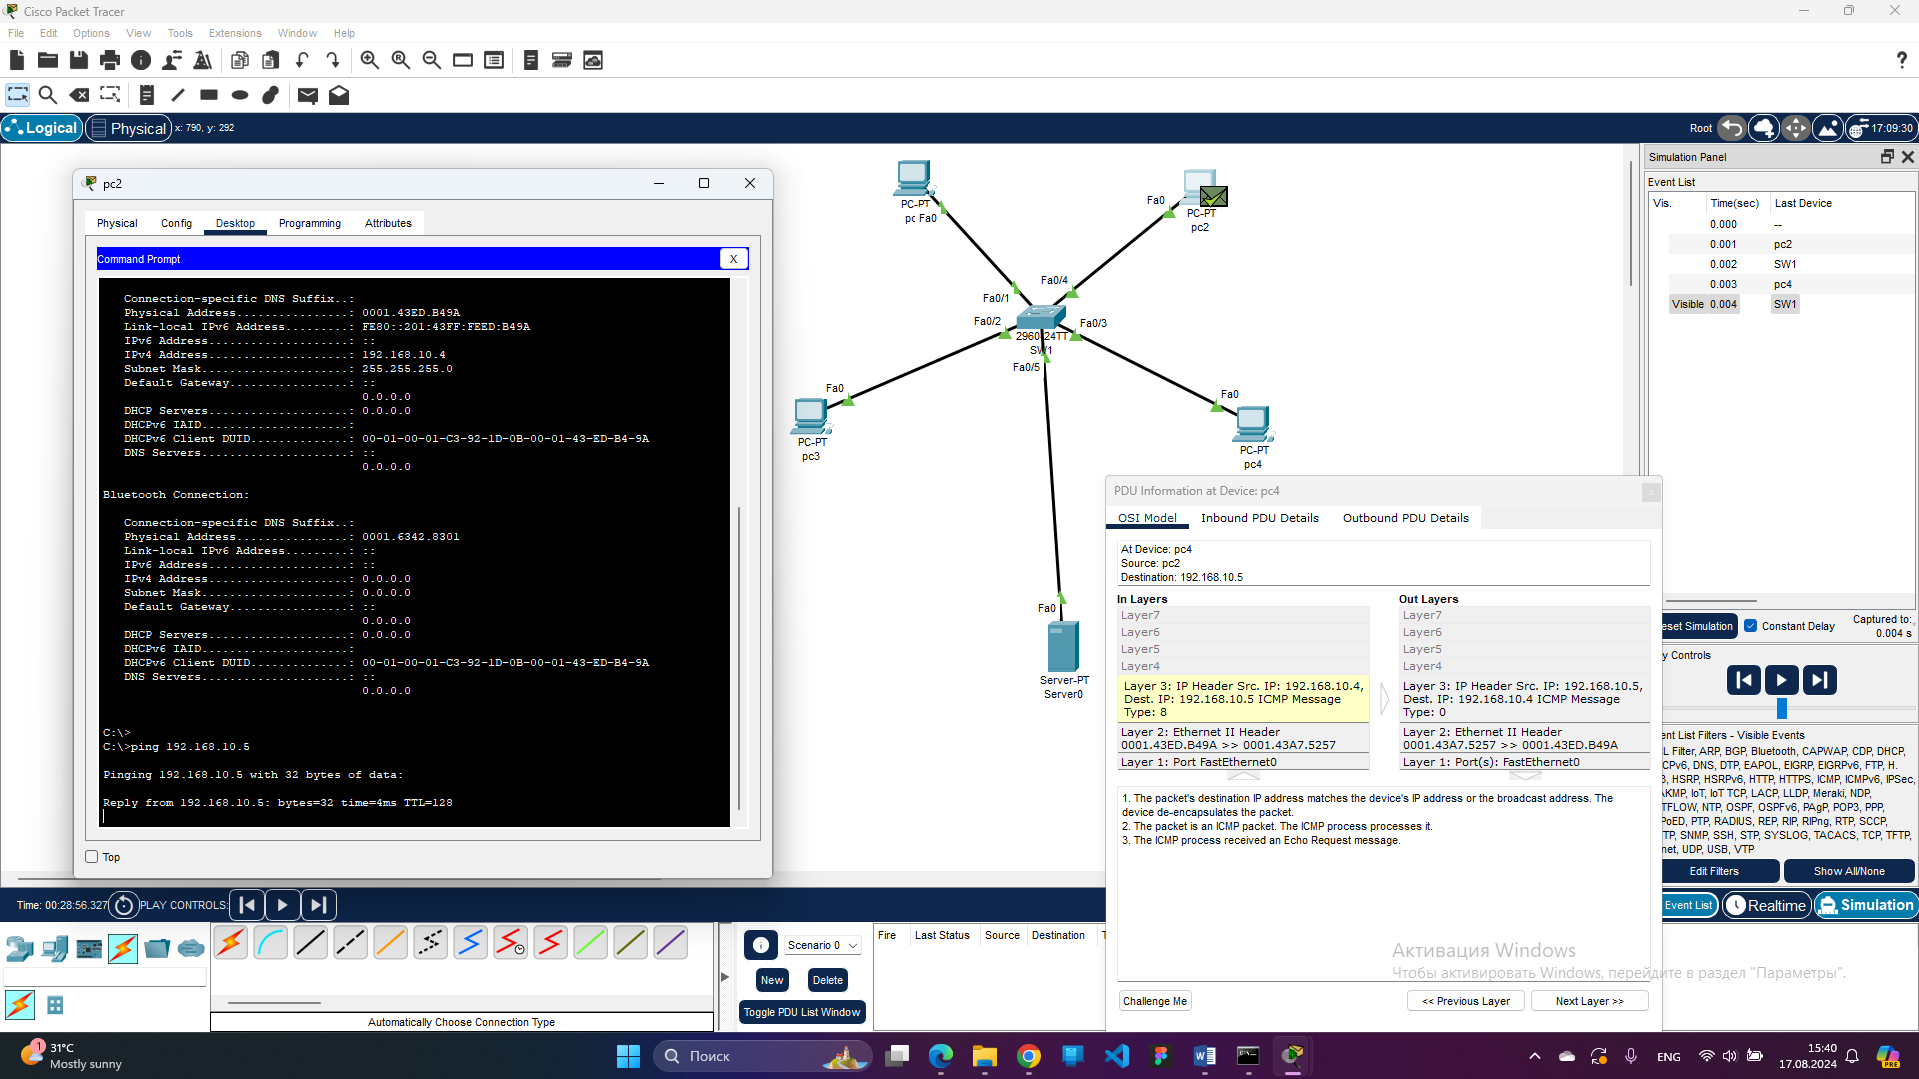 Cisco Packet Tracer
File Edit Options View Tools Extensions Window Help
Logical Physical x: 790, y: 292
Root 17:09:30
pc2
Physical Config Desktop Programming Attributes
Command Prompt X
Connection-specific DNS Suffix..:
Physical Address................: 0001.43ED.B49A
Link-local IPv6 Address.........: FE80::201:43FF:FEED:B49A
IPv6 Address....................: ::
IPv4 Address....................: 192.168.10.4
Subnet Mask.....................: 255.255.255.0
Default Gateway.................: ::
0.0.0.0
DHCP Servers....................: 0.0.0.0
DHCPv6 IAID.....................:
DHCPv6 Client DUID..............: 00-01-00-01-C3-92-1D-0B-00-01-43-ED-B4-9A
DNS Servers.....................: ::
0.0.0.0
Bluetooth Connection:
Connection-specific DNS Suffix..:
Physical Address................: 0001.6342.8301
Link-local IPv6 Address.........: ::
IPv6 Address....................: ::
IPv4 Address....................: 0.0.0.0
Subnet Mask.....................: 0.0.0.0
Default Gateway.................: ::
0.0.0.0
DHCP Servers....................: 0.0.0.0
DHCPv6 IAID.....................:
DHCPv6 Client DUID..............: 00-01-00-01-C3-92-1D-0B-00-01-43-ED-B4-9A
DNS Servers.....................: ::
0.0.0.0
C:\>
C:\>ping 192.168.10.5
Pinging 192.168.10.5 with 32 bytes of data:
Reply from 192.168.10.5: bytes=32 time=4ms TTL=128
Top
PC-PT
pc Fa0
Fa0
PC-PT
pc2
Fa0/4
Fa0/1
Fa0/2
Fa0/3
2960-24TT
SW1
Fa0/5
Fa0
PC-PT
pc3
Fa0
PC-PT
pc4
Fa0
Server-PT
Server0
Simulation Panel
Event List
Vis. Time(sec) Last Device
0.000 --
0.001 pc2
0.002 SW1
0.003 pc4
Visible 0.004 SW1
eset Simulation Constant Delay Captured to:
0.004 s
y Controls
ent List Filters - Visible Events
L Filter, ARP, BGP, Bluetooth, CAPWAP, CDP, DHCP,
CPv6, DNS, DTP, EAPOL, EIGRP, EIGRPv6, FTP, H.
, HSRP, HSRPv6, HTTP, HTTPS, ICMP, ICMPv6, IPSec,
AKMP, IoT, IoT TCP, LACP, LLDP, Meraki, NDP,
TFLOW, NTP, OSPF, OSPFv6, PAgP, POP3, PPP,
PoED, PTP, RADIUS, REP, RIP, RIPng, RTP, SCCP,
TP, SNMP, SSH, STP, SYSLOG, TACACS, TCP, TFTP,
net, UDP, USB, VTP
Edit Filters Show All/None
Event List Realtime Simulation
PDU Information at Device: pc4
OSI Model Inbound PDU Details Outbound PDU Details
At Device: pc4
Source: pc2
Destination: 192.168.10.5
In Layers Out Layers
Layer7 Layer7
Layer6 Layer6
Layer5 Layer5
Layer4 Layer4
Layer 3: IP Header Src. IP: 192.168.10.4,
Dest. IP: 192.168.10.5 ICMP Message
Type: 8
Layer 3: IP Header Src. IP: 192.168.10.5,
Dest. IP: 192.168.10.4 ICMP Message
Type: 0
Layer 2: Ethernet II Header
0001.43ED.B49A >> 0001.43A7.5257
Layer 2: Ethernet II Header
0001.43A7.5257 >> 0001.43ED.B49A
Layer 1: Port FastEthernet0
Layer 1: Port(s): FastEthernet0
1. The packet's destination IP address matches the device's IP address or the broadcast address. The
device de-encapsulates the packet.
2. The packet is an ICMP packet. The ICMP process processes it.
3. The ICMP process received an Echo Request message.
Challenge Me << Previous Layer Next Layer >>
Активация Windows
Чтобы активировать Windows, перейдите в раздел "Параметры".
Time: 00:28:56.327 PLAY CONTROLS:
Automatically Choose Connection Type
Scenario 0
New Delete
Toggle PDU List Window
Fire Last Status Source Destination T
1 31°C
Mostly sunny
Поиск
ENG
15:40
17.08.2024
PRE